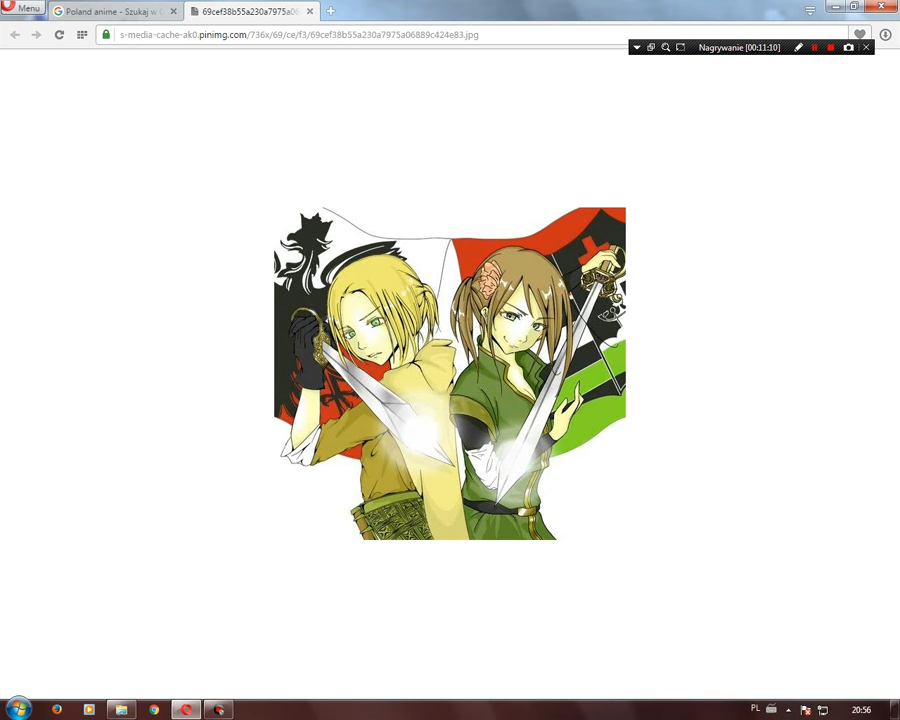 Menu
Poland anime - Szukaj w G
69cef38b55a230a7975a06
s-media-cache-ak0.pinimg.com/736x/69/ce/f3/69cef38b55a230a7975a06889c424e83.jpg
Nagrywanie [00:11:10]
PL
20:56